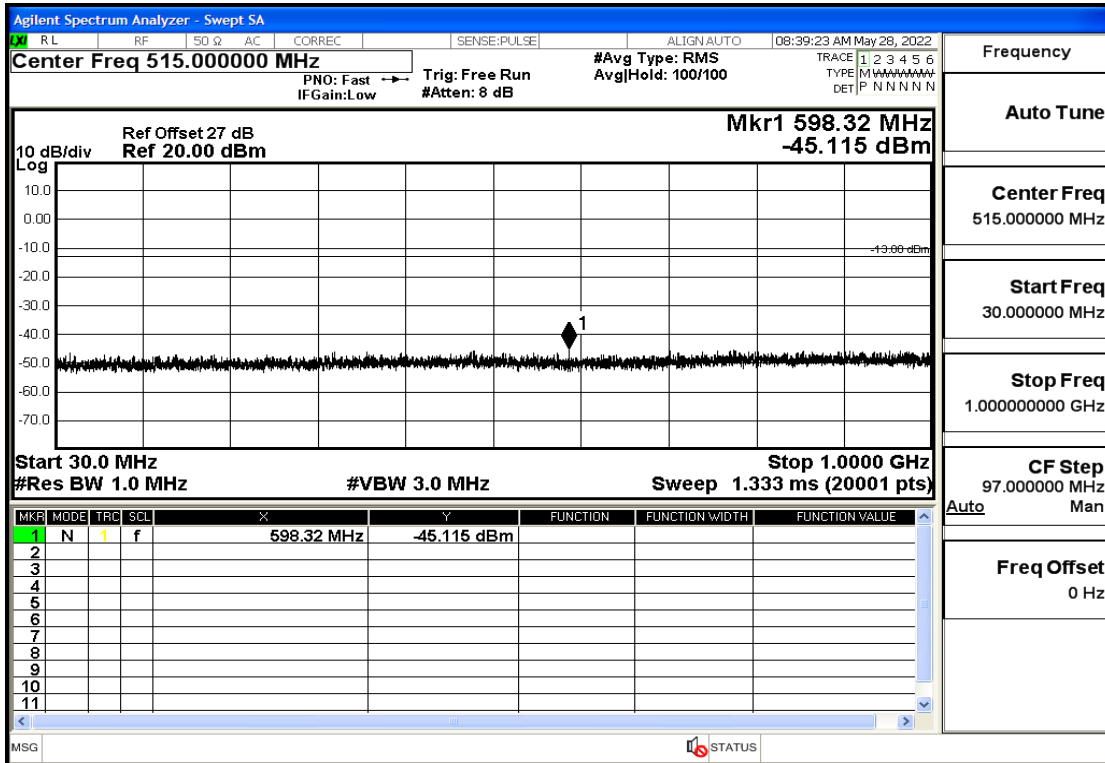 Agilent Spectrum Analyzer - Swept SA
LXI RL RF 50 Ω AC CORREC SENSE:PULSE ALIGN AUTO 08:39:23 AM May 28, 2022
Center Freq 515.000000 MHz
PNO: Fast
IFGain:Low
Trig: Free Run
#Atten: 8 dB
#Avg Type: RMS
Avg|Hold: 100/100
TRACE 1 2 3 4 5 6
TYPE M WWWWW
DET P N N N N N
Ref Offset 27 dB
Ref 20.00 dBm
10 dB/div
Log
Mkr1 598.32 MHz
-45.115 dBm
10.0
0.00
-10.0
-13.00 dBm
-20.0
-30.0
1
-40.0
-50.0
-60.0
-70.0
Start 30.0 MHz Stop 1.0000 GHz
#Res BW 1.0 MHz #VBW 3.0 MHz Sweep 1.333 ms (20001 pts)
MKR MODE TRC SCL X Y FUNCTION FUNCTION WIDTH FUNCTION VALUE
1 N 1 f 598.32 MHz -45.115 dBm
2
3
4
5
6
7
8
9
10
11
MSG STATUS
Frequency
Auto Tune
Center Freq
515.000000 MHz
Start Freq
30.000000 MHz
Stop Freq
1.000000000 GHz
CF Step
97.000000 MHz
Auto Man
Freq Offset
0 Hz